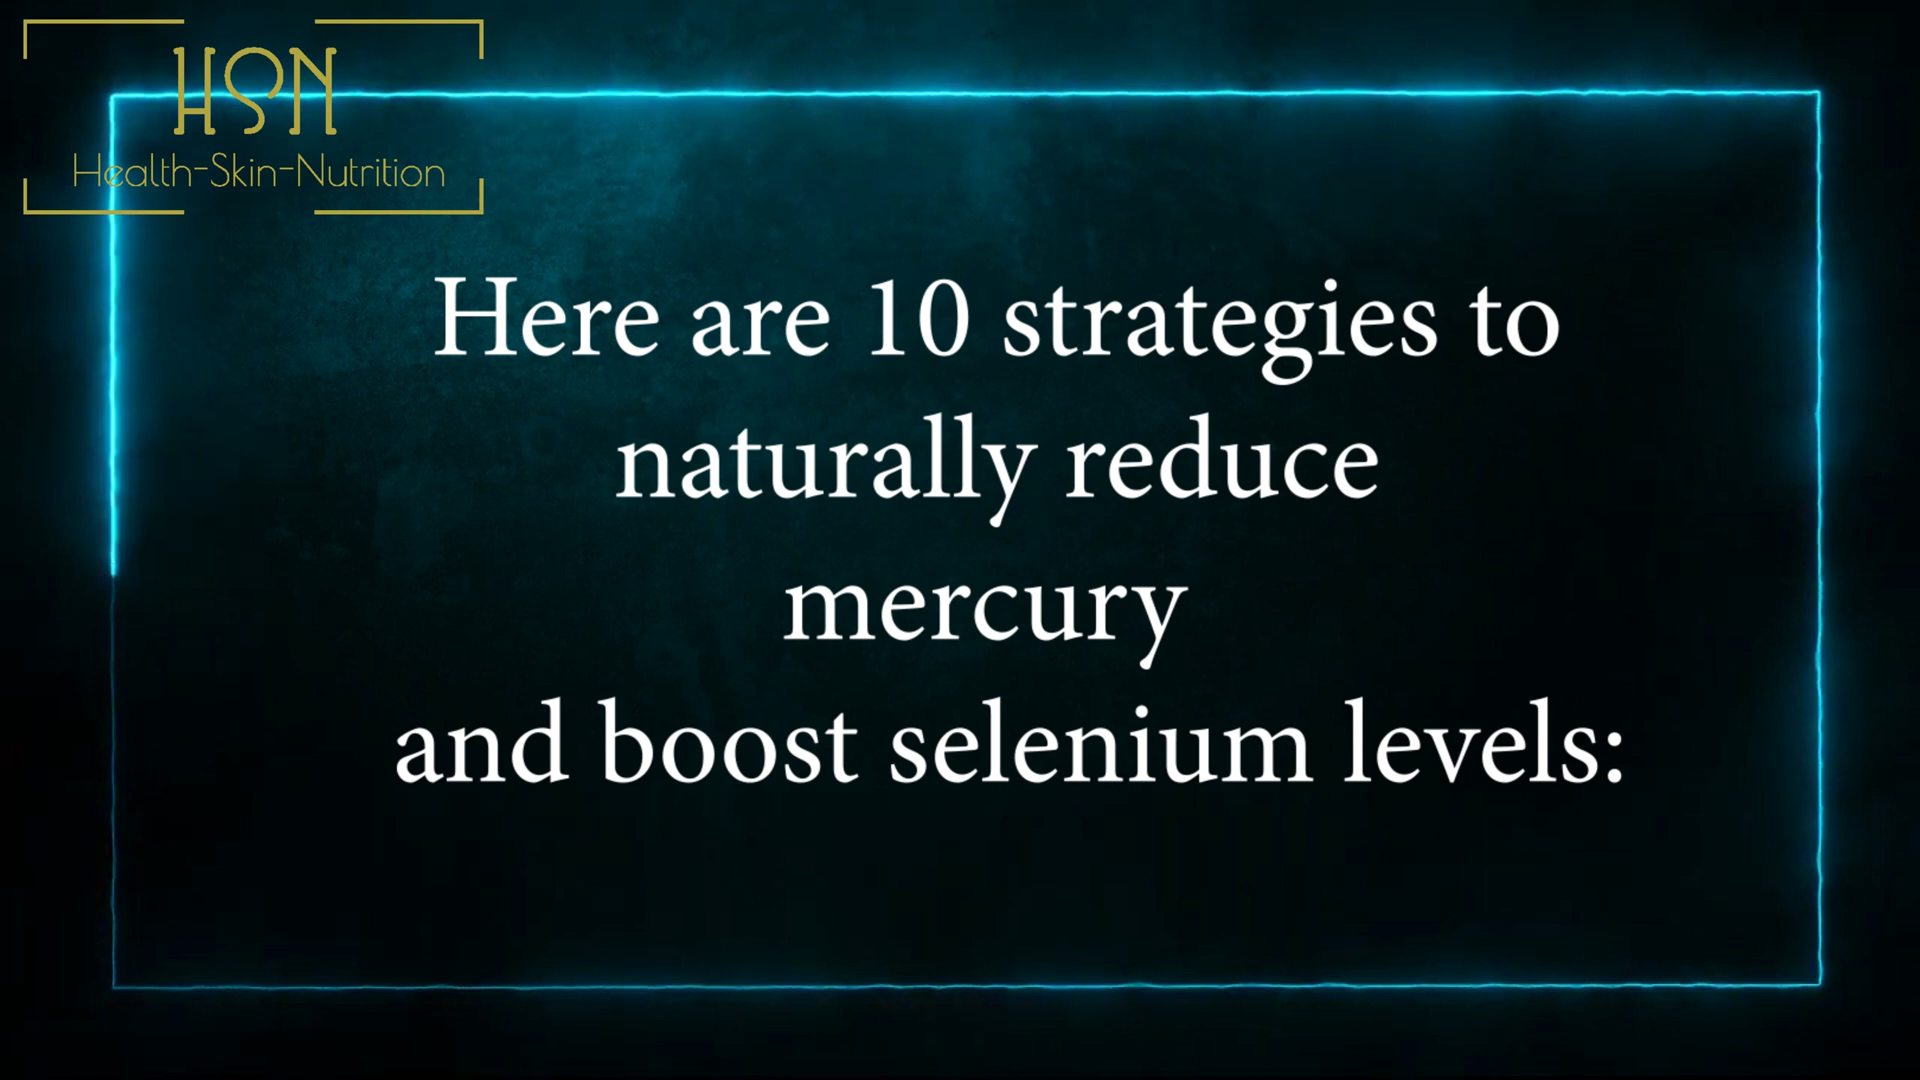 HSN
Health-Skin-Nutrition
Here are 10 strategies to
naturally reduce
mercury
and boost selenium levels: